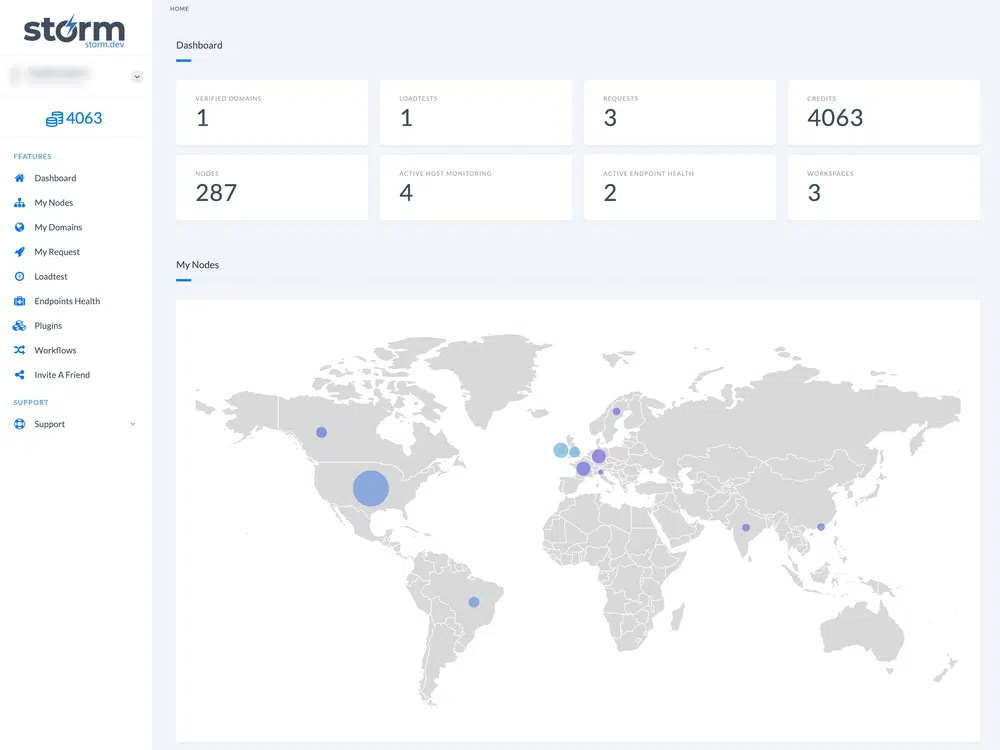 storm
storm.dev
4063
FEATURES
Dashboard
My Nodes
My Domains
My Request
Loadtest
Endpoints Health
Plugins
Workflows
Invite A Friend
SUPPORT
Support
HOME
Dashboard
VERIFIED DOMAINS
1
LOADTESTS
1
REQUESTS
3
CREDITS
4063
NODES
287
ACTIVE HOST MONITORING
4
ACTIVE ENDPOINT HEALTH
2
WORKSPACES
3
My Nodes